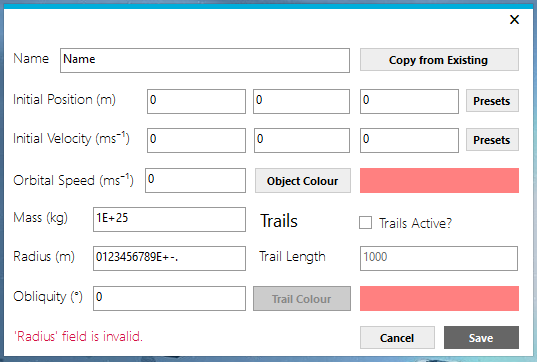 Name Name Copy from Existing
Initial Position (m) 0 0 0 Presets
Initial Velocity (ms⁻¹) 0 0 0 Presets
Orbital Speed (ms⁻¹) 0 Object Colour
Mass (kg) 1E+25 Trails Trails Active?
Radius (m) 0123456789E+-. Trail Length 1000
Obliquity (°) 0 Trail Colour
'Radius' field is invalid. Cancel Save